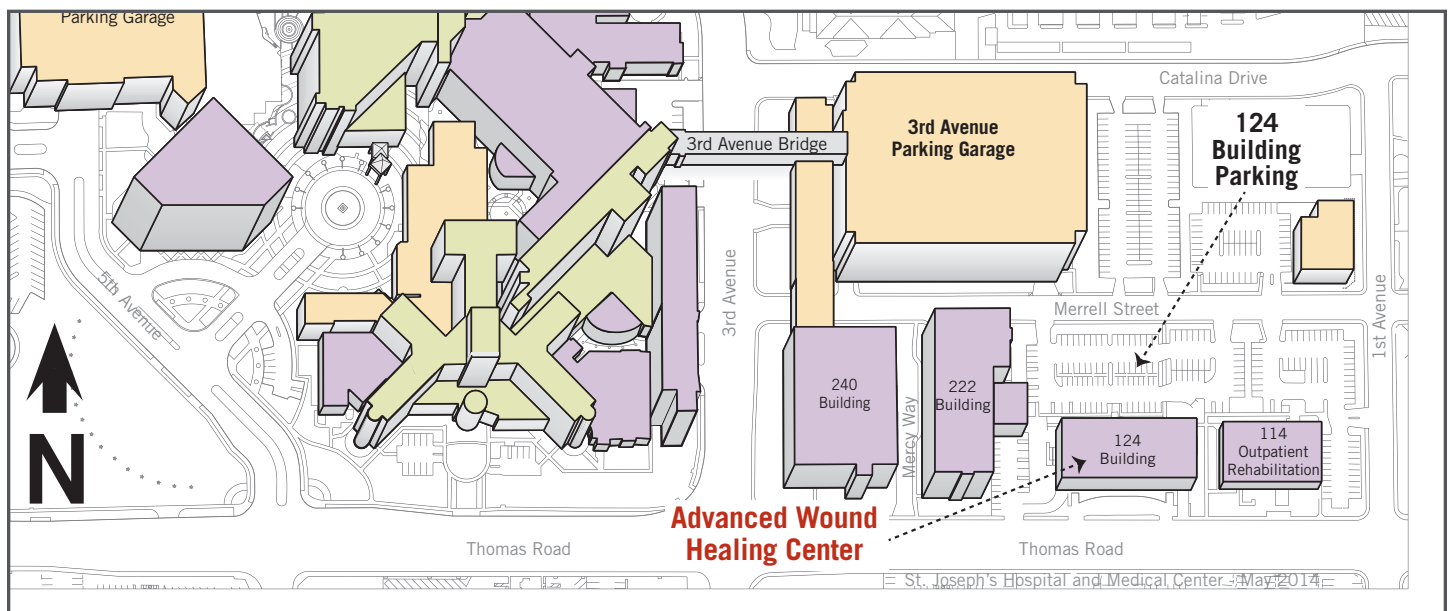 Parking Garage
Catalina Drive
3rd Avenue
Parking Garage
124
Building
Parking
3rd Avenue Bridge
5th Avenue
3rd Avenue
Merrell Street
1st Avenue
240
Building
222
Building
Mercy Way
124
Building
114
Outpatient
Rehabilitation
N
Advanced Wound
Healing Center
Thomas Road
Thomas Road
St. Joseph's Hospital and Medical Center - May 2014